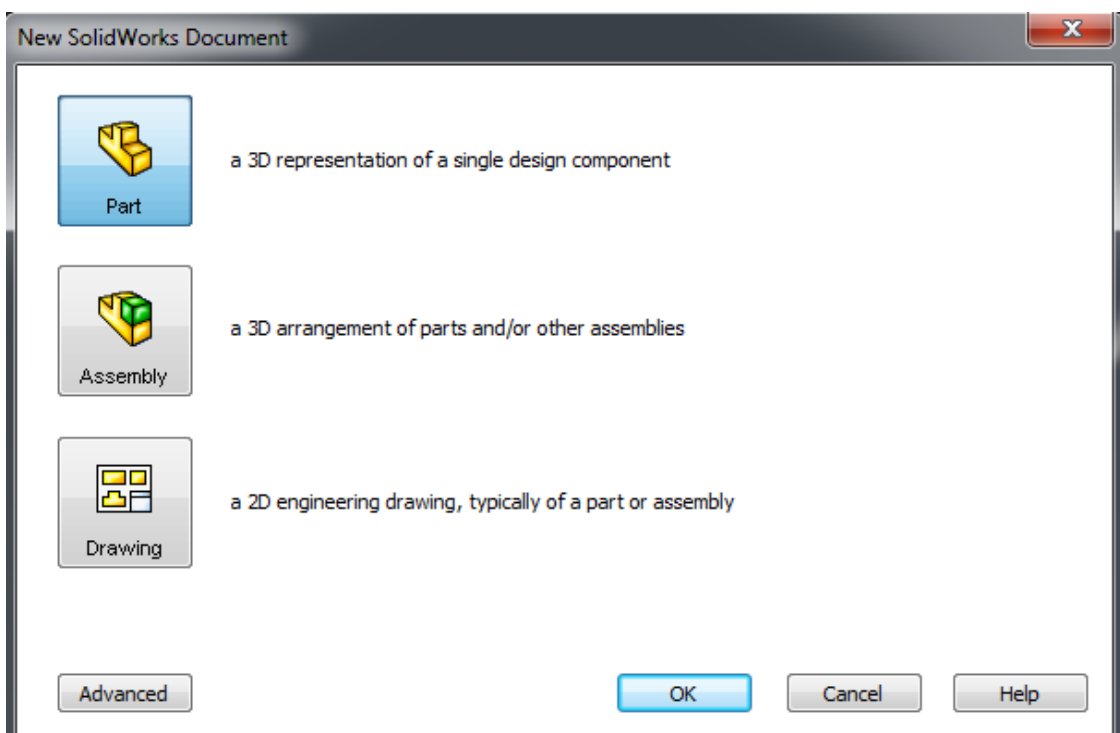 New SolidWorks Document
x
Part
a 3D representation of a single design component
Assembly
a 3D arrangement of parts and/or other assemblies
Drawing
a 2D engineering drawing, typically of a part or assembly
Advanced
OK
Cancel
Help